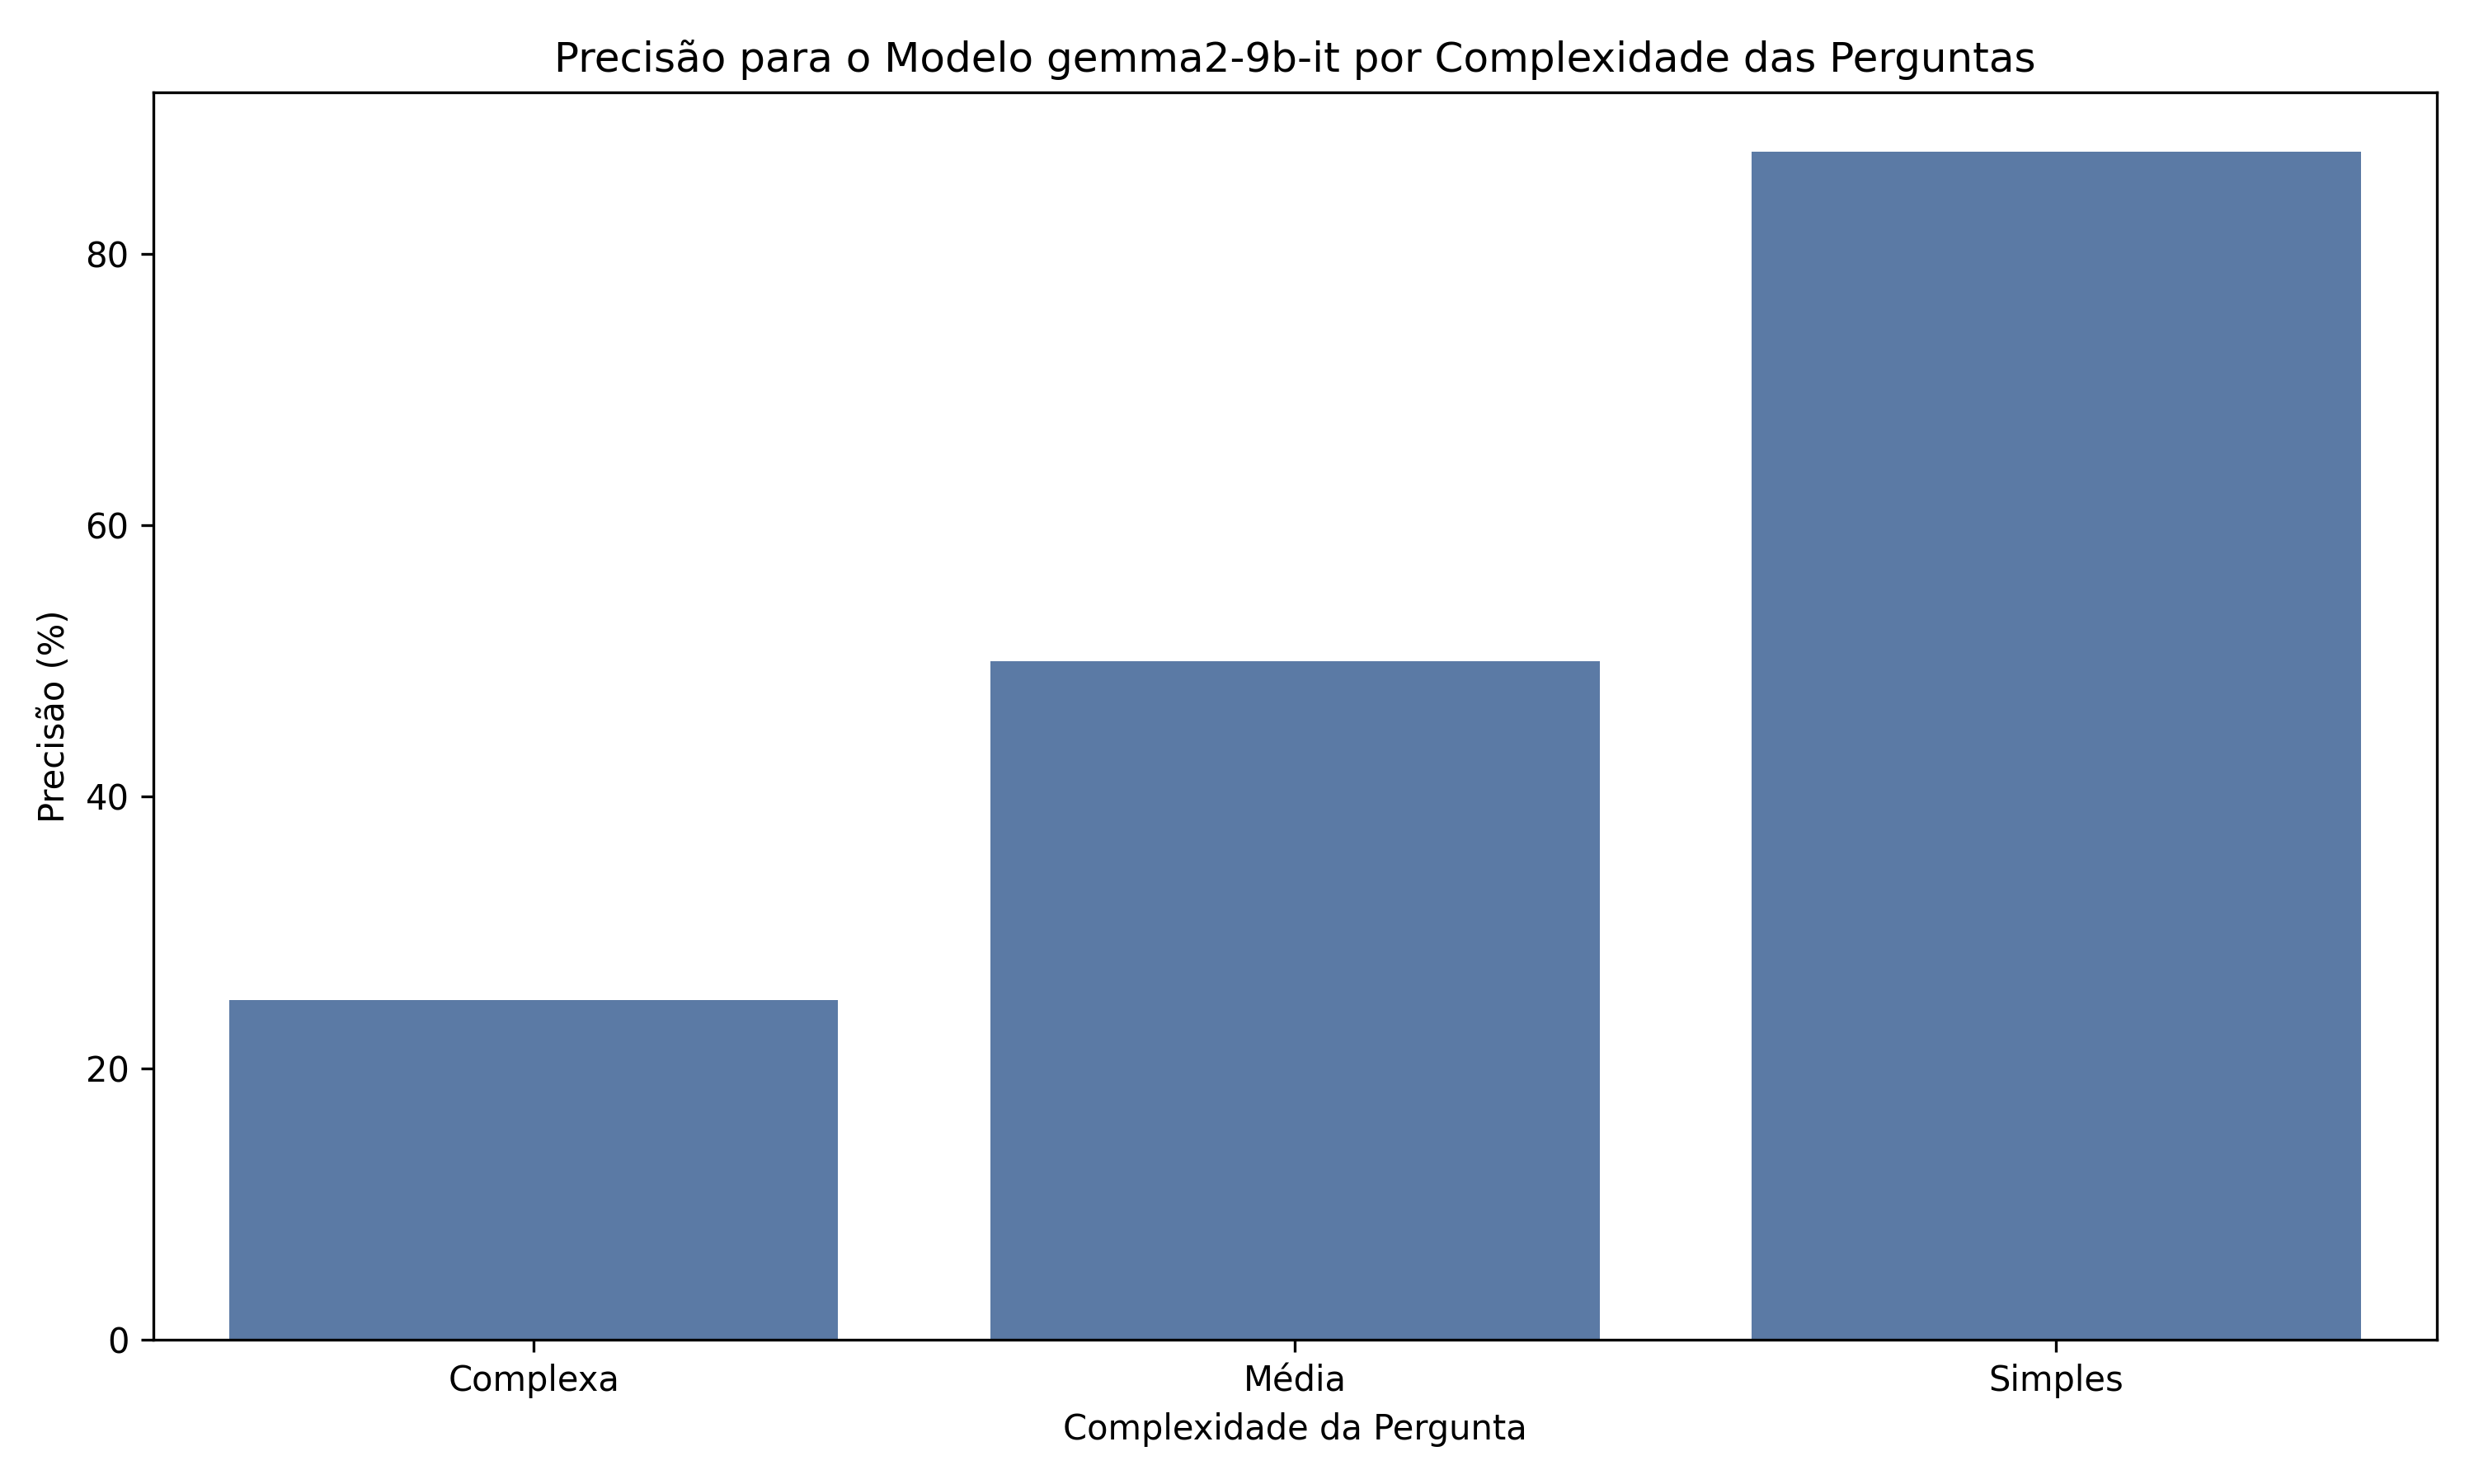 Precisão para o Modelo gemma2-9b-it por Complexidade das Perguntas
Precisão (%)
80
60
40
20
0
Complexa Média Simples
Complexidade da Pergunta